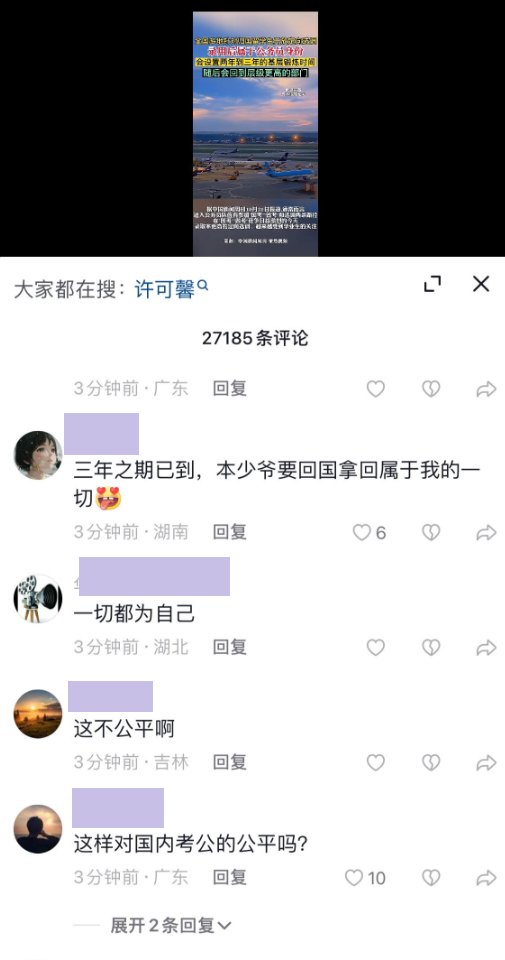 录用后属于公务员身份
会设置两年到三年的基层锻炼时间
随后会回到层级更高的部门
大家都在搜：许可馨
27185条评论
3分钟前·广东 回复
三年之期已到，本少爷要回国拿回属于我的一
切😍
3分钟前·湖南 回复 6
一切都为自己
3分钟前·湖北 回复
这不公平啊
3分钟前·吉林 回复
这样对国内考公的公平吗?
3分钟前·广东 回复 10
展开2条回复